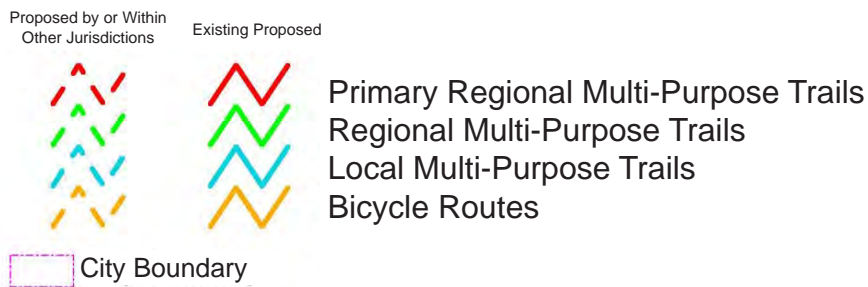 Proposed by or Within
Other Jurisdictions
Existing Proposed
Primary Regional Multi-Purpose Trails
Regional Multi-Purpose Trails
Local Multi-Purpose Trails
Bicycle Routes
City Boundary